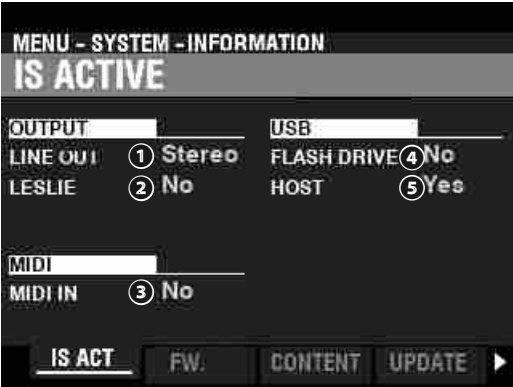 MENU - SYSTEM - INFORMATION
IS ACTIVE
OUTPUT
LINE OUT ① Stereo
LESLIE ② No
USB
FLASH DRIVE ④ No
HOST ⑤ Yes
MIDI
MIDI IN ③ No
IS ACT FW. CONTENT UPDATE